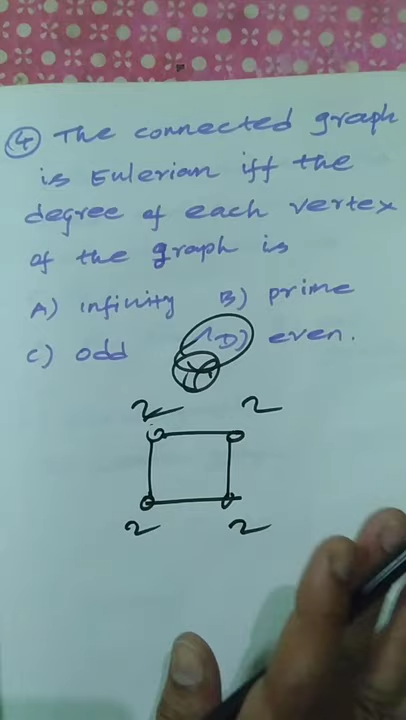 4 The connected graph
is Eulerian iff the
degree of each vertex
of the graph is
A) infinity B) prime
C) odd D) even.
2 2
2 2